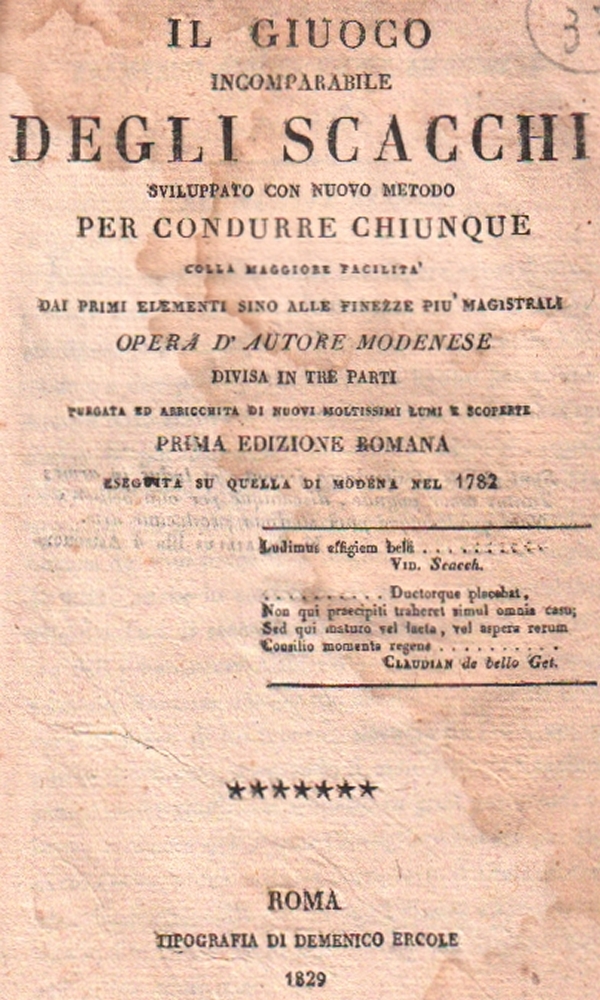 IL GIUOCO
INCOMPARABILE
DEGLI SCACCHI
SVILUPPATO CON NUOVO METODO
PER CONDURRE CHIUNQUE
COLLA MAGGIORE FACILITA'
DAI PRIMI ELEMENTI SINO ALLE FINEZZE PIU' MAGISTRALI
OPERA D' AUTORE MODENESE
DIVISA IN TRE PARTI
PURGATA ED ARRICCHITA DI NUOVI MOLTISSIMI LUMI E SCOPERTE
PRIMA EDIZIONE ROMANA
ESEGUITA SU QUELLA DI MODENA NEL 1782
Ludimus effigiem belli . . . . . . . . . .
VID. Scacch.
. . . . . . . . . . Ductorque placebat,
Non qui praecipiti traheret simul omnia casu;
Sed qui maturo vel laeta, vel aspera rerum
Consilio momenta regens . . . . . . . . . .
CLAUDIAN de bello Get.
★★★★★★★
ROMA
TIPOGRAFIA DI DEMENICO ERCOLE
1829